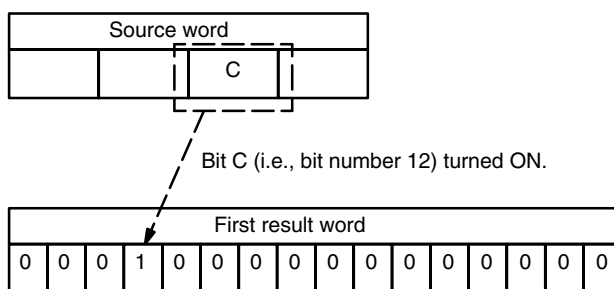 Source word
C
Bit C (i.e., bit number 12) turned ON.
First result word
0 0 0 1 0 0 0 0 0 0 0 0 0 0 0 0